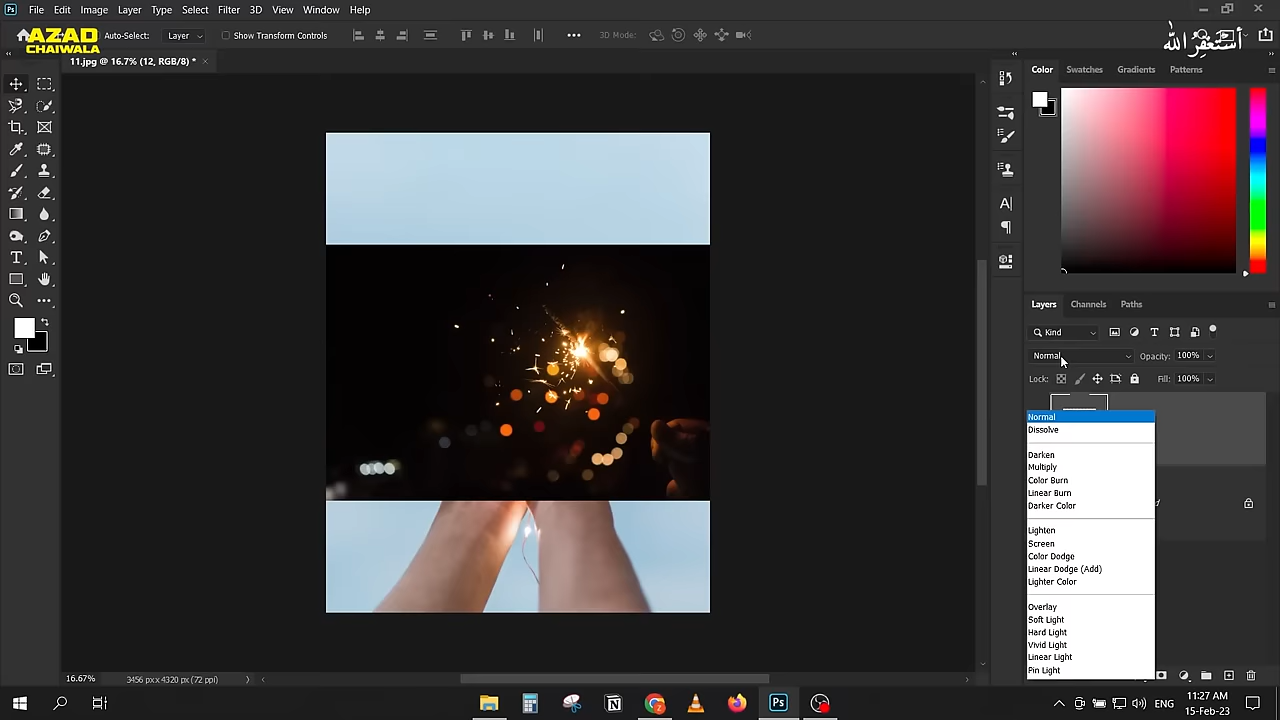 File Edit Image Layer Type Select Filter 3D View Window Help
AZAD
CHAIWALA
Auto-Select: Layer Show Transform Controls 3D Mode:
أستغفر الله
11.jpg @ 16.7% (12, RGB/8) *
Color Swatches Gradients Patterns
Layers Channels Paths
Kind
Normal Opacity: 100%
Lock: Fill: 100%
Normal
Dissolve
Darken
Multiply
Color Burn
Linear Burn
Darker Color
Lighten
Screen
Color Dodge
Linear Dodge (Add)
Lighter Color
Overlay
Soft Light
Hard Light
Vivid Light
Linear Light
Pin Light
16.67% 3456 px x 4320 px (72 ppi)
ENG
11:27 AM
15-Feb-23